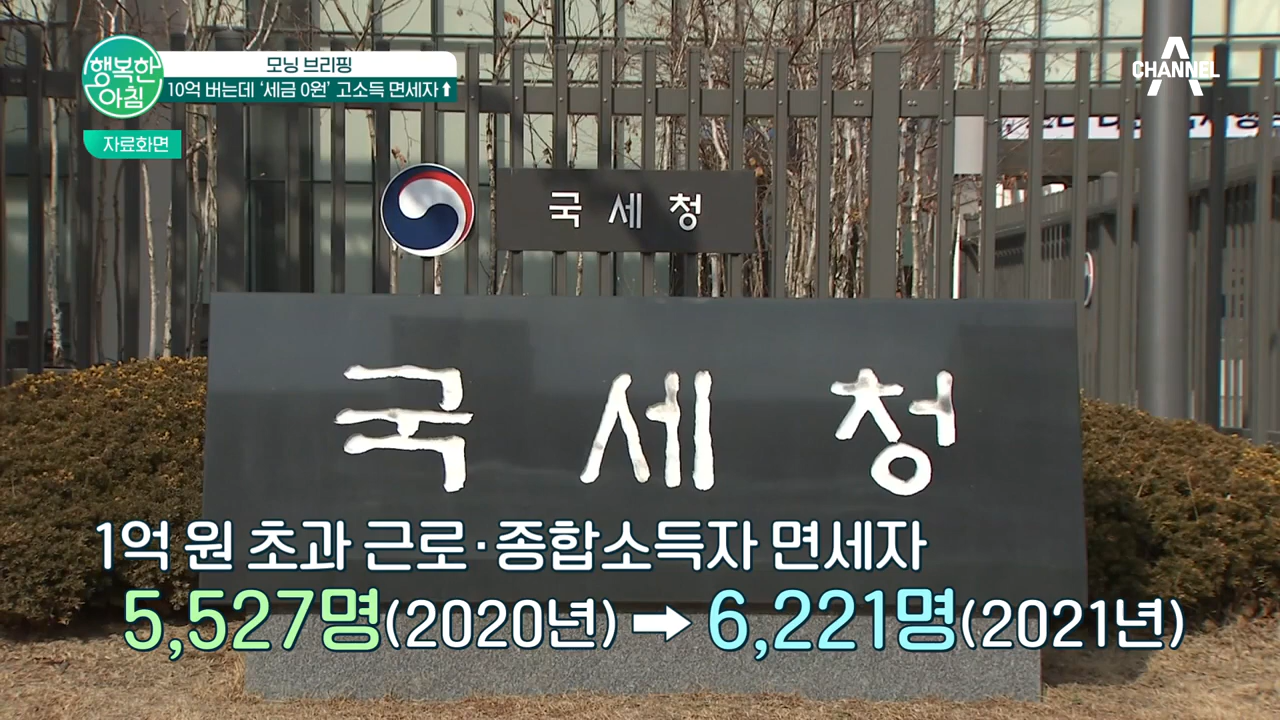 행복한
아침
모닝 브리핑
10억 버는데 '세금 0원' 고소득 면세자⬆
자료화면
CHANNEL A
국세청
국세청
1억 원 초과 근로·종합소득자 면세자
5,527명(2020년) ➡ 6,221명(2021년)